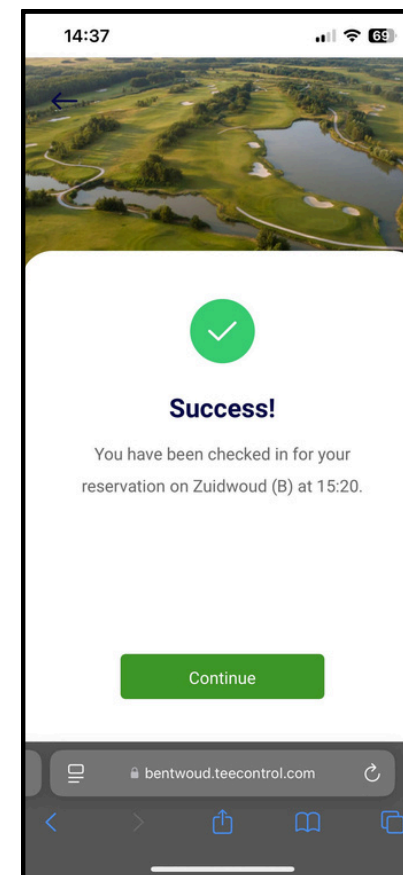 14:37
69
Success!
You have been checked in for your
reservation on Zuidwoud (B) at 15:20.
Continue
bentwoud.teecontrol.com